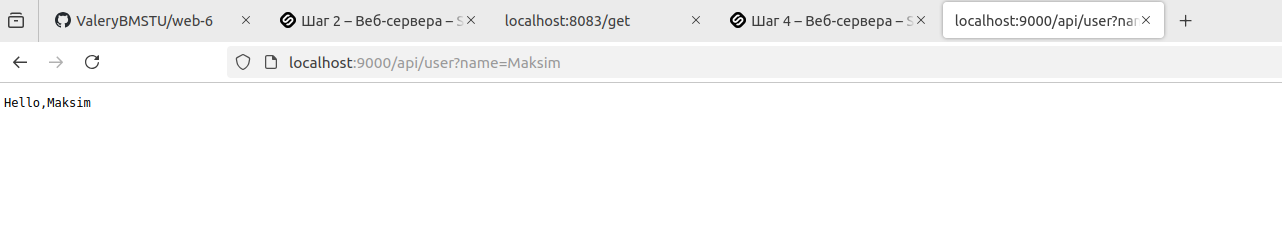 ValeryBMSTU/web-6
Шаг 2 – Веб-сервера –
localhost:8083/get
Шаг 4 – Веб-сервера –
localhost:9000/api/user?na
localhost:9000/api/user?name=Maksim
Hello,Maksim